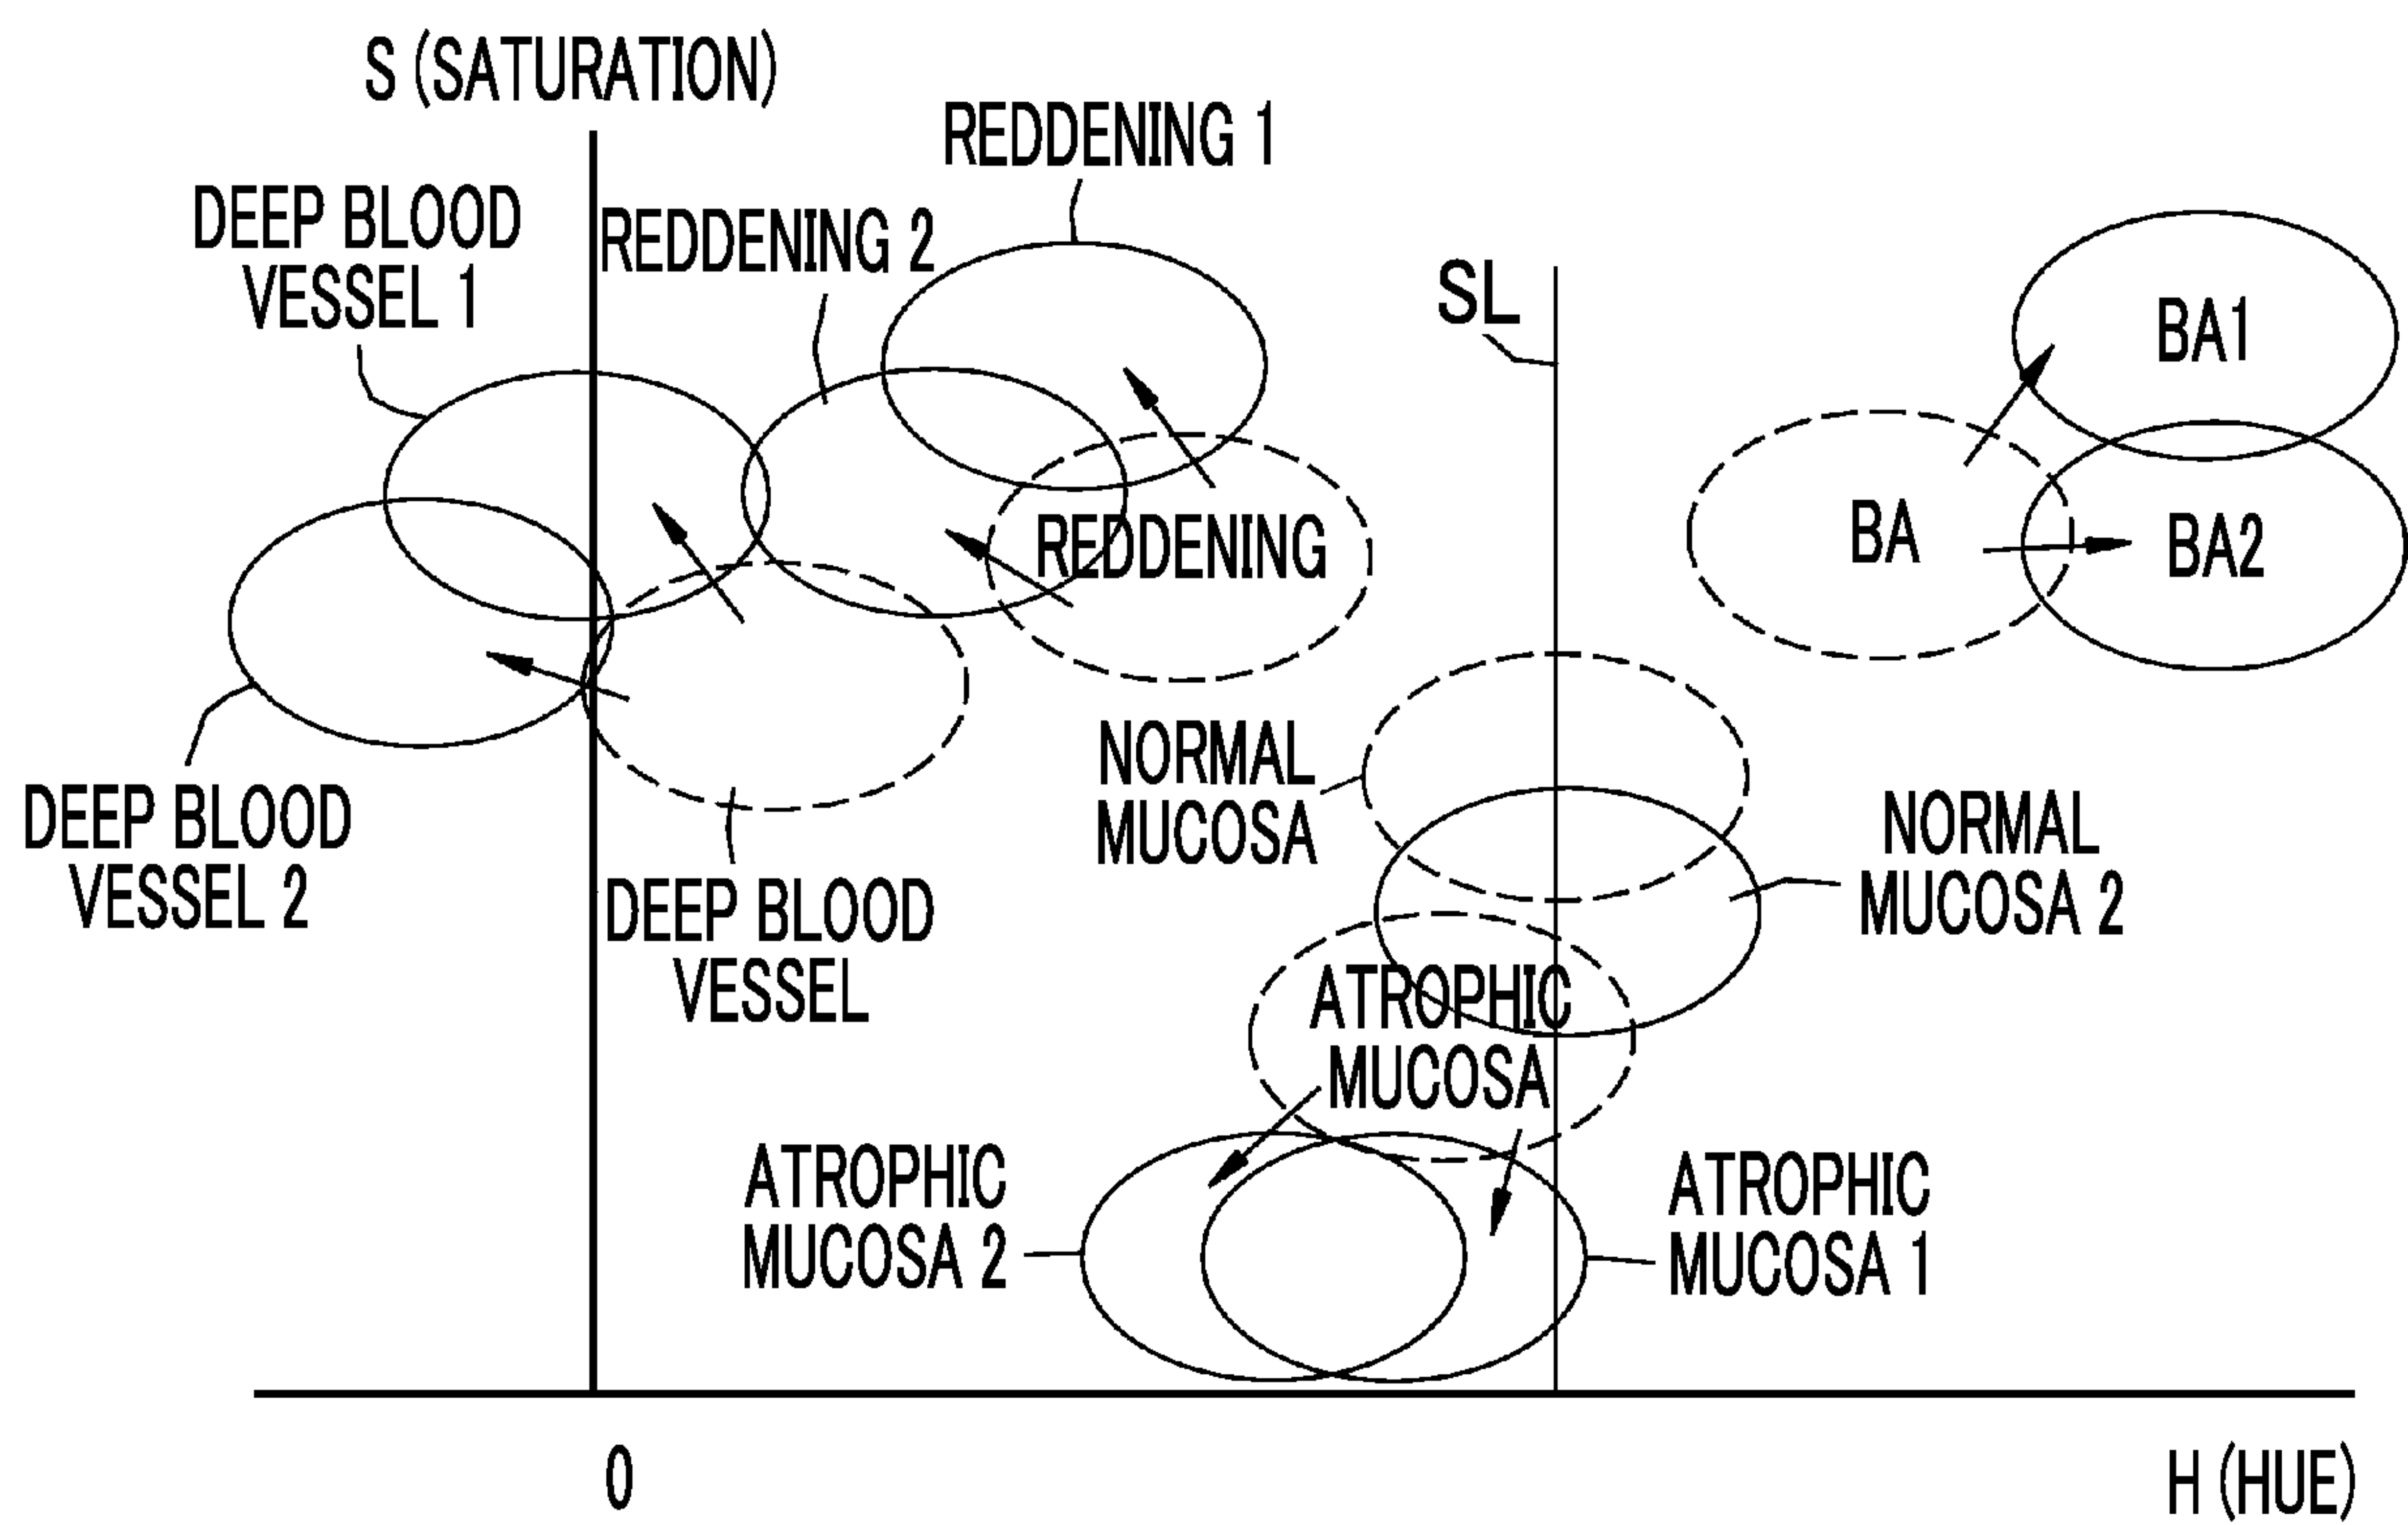 S (SATURATION)
REDDENING 1
DEEP BLOOD
VESSEL 1
REDDENING 2
SL
BA1
REDDENING
BA
BA2
NORMAL
MUCOSA
DEEP BLOOD
VESSEL 2
NORMAL
MUCOSA 2
DEEP BLOOD
VESSEL
ATROPHIC
MUCOSA
ATROPHIC
MUCOSA 2
ATROPHIC
MUCOSA 1
0
H (HUE)